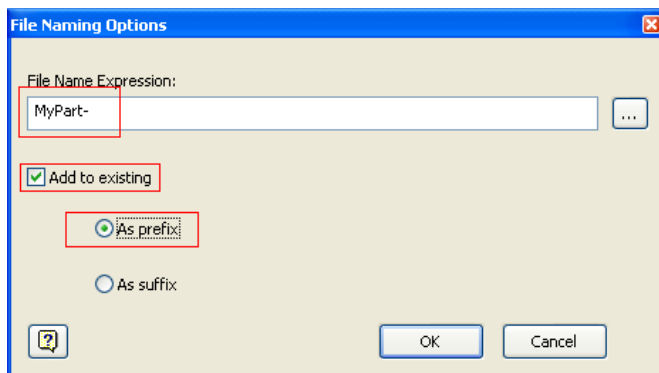 File Naming Options
File Name Expression:
MyPart-
...
Add to existing
As prefix
As suffix
?
OK
Cancel